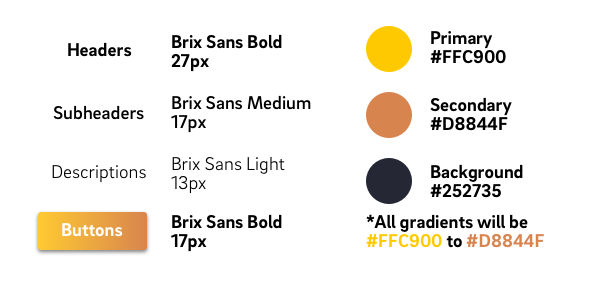 Headers
Brix Sans Bold
27px
Primary
#FFC900
Subheaders
Brix Sans Medium
17px
Secondary
#D8844F
Descriptions
Brix Sans Light
13px
Background
#252735
Buttons
Brix Sans Bold
17px
*All gradients will be
#FFC900 to #D8844F